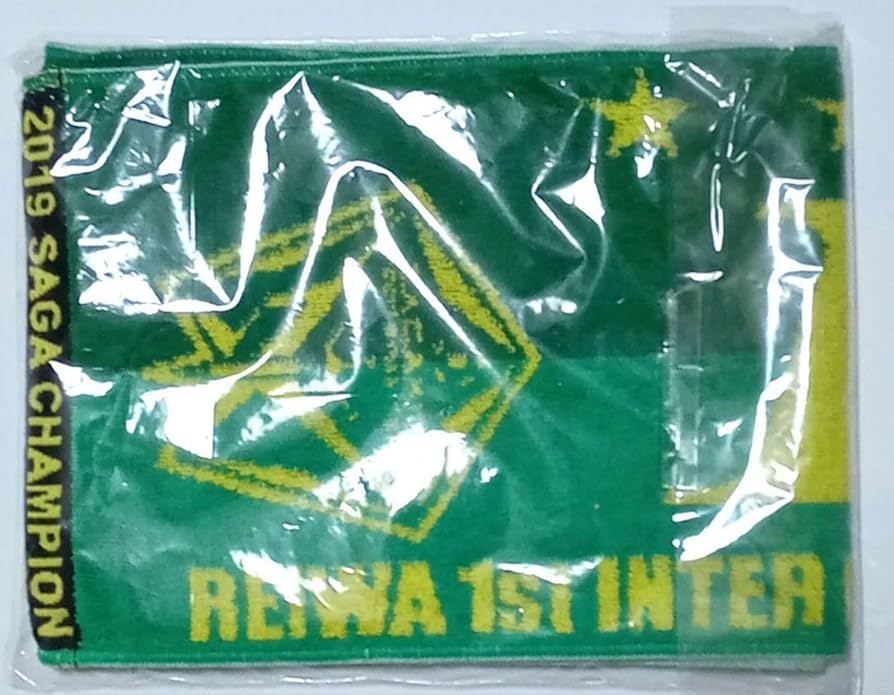 2019 SAGA CHAMPION
REIWA 1st INTER